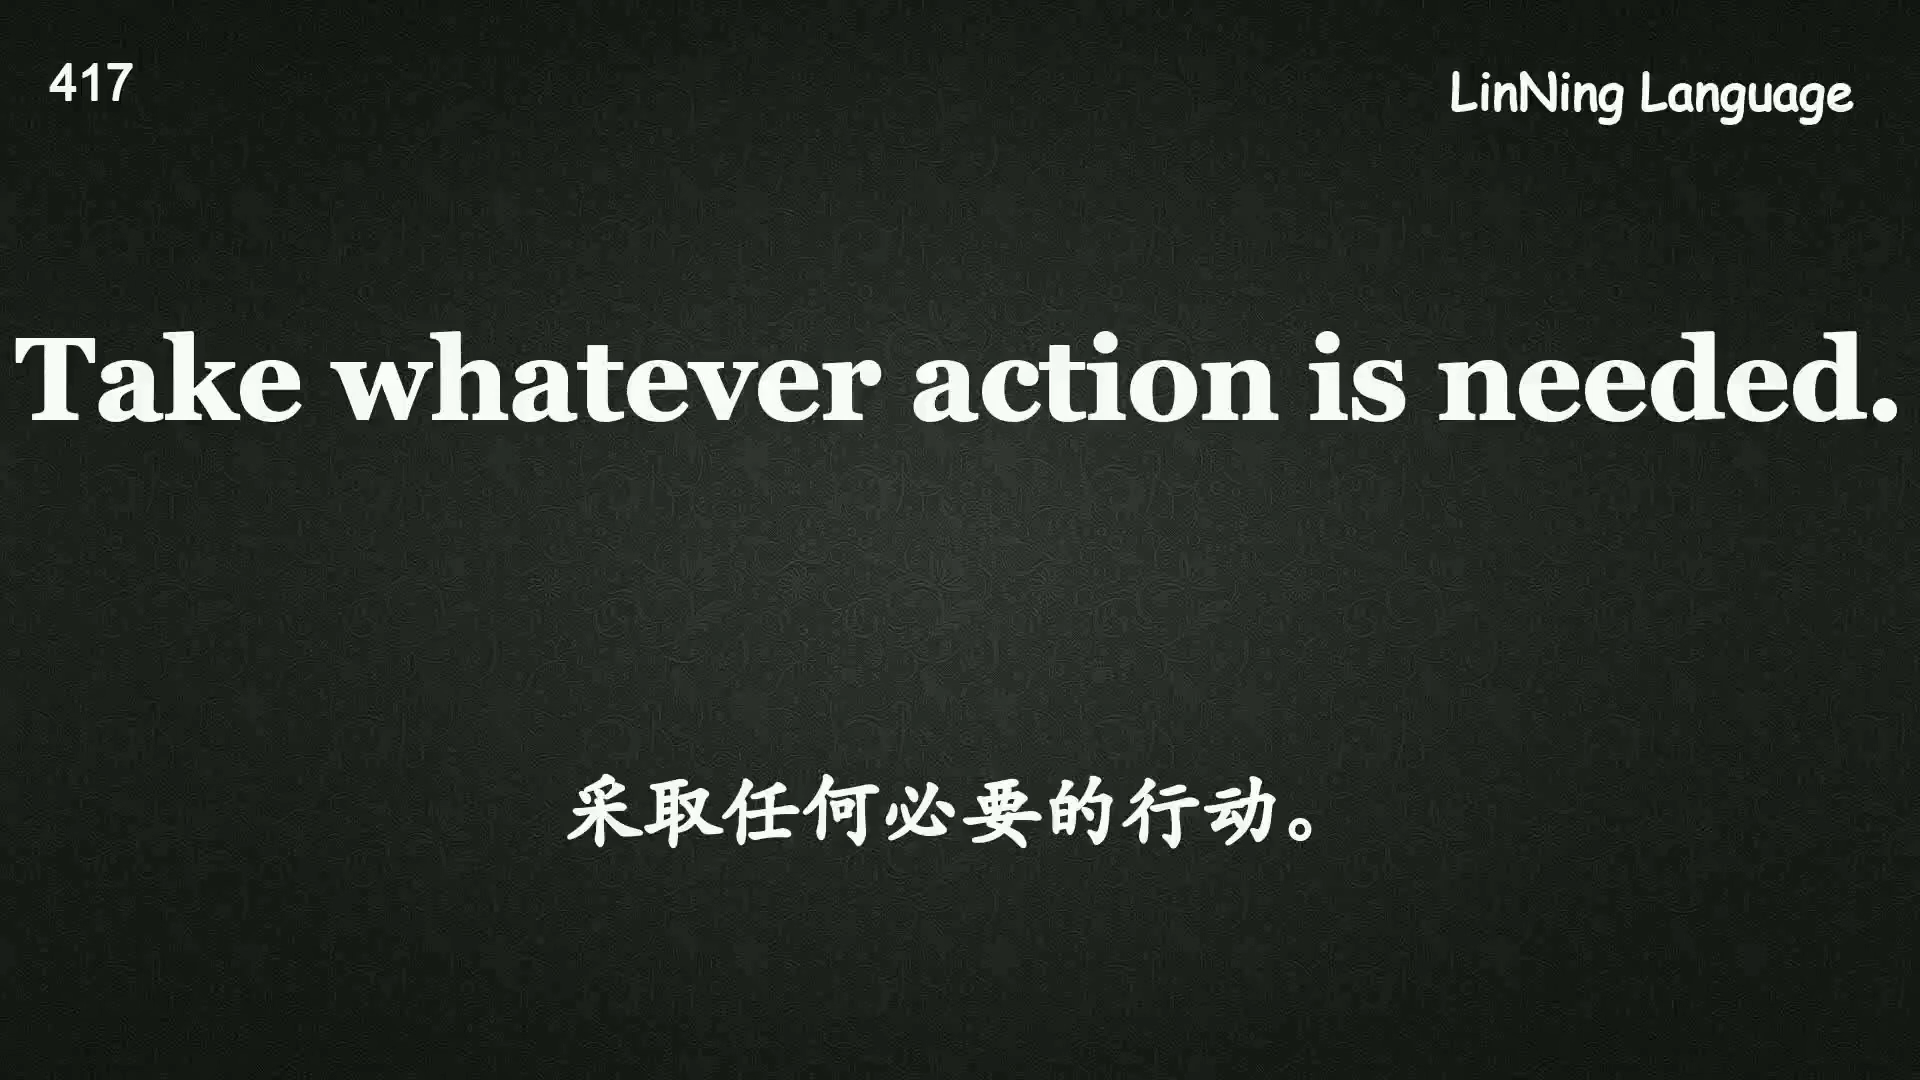 417
LinNing Language
Take whatever action is needed.
采取任何必要的行动。